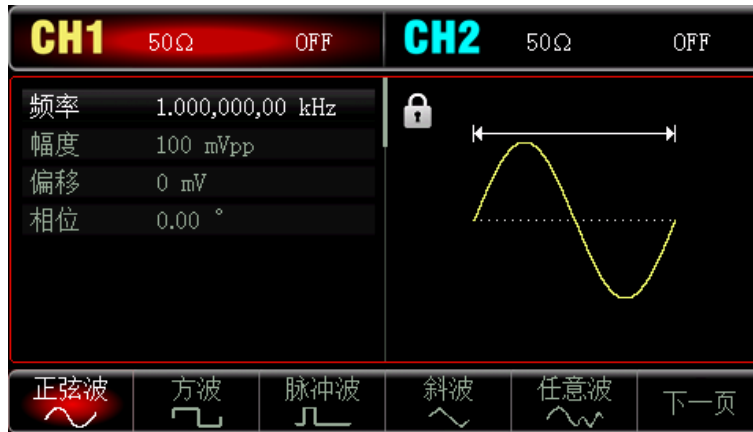 CH1 50Ω OFF CH2 50Ω OFF
频率 1.000,000,00 kHz
幅度 100 mVpp
偏移 0 mV
相位 0.00 °
正弦波 方波 脉冲波 斜波 任意波 下一页